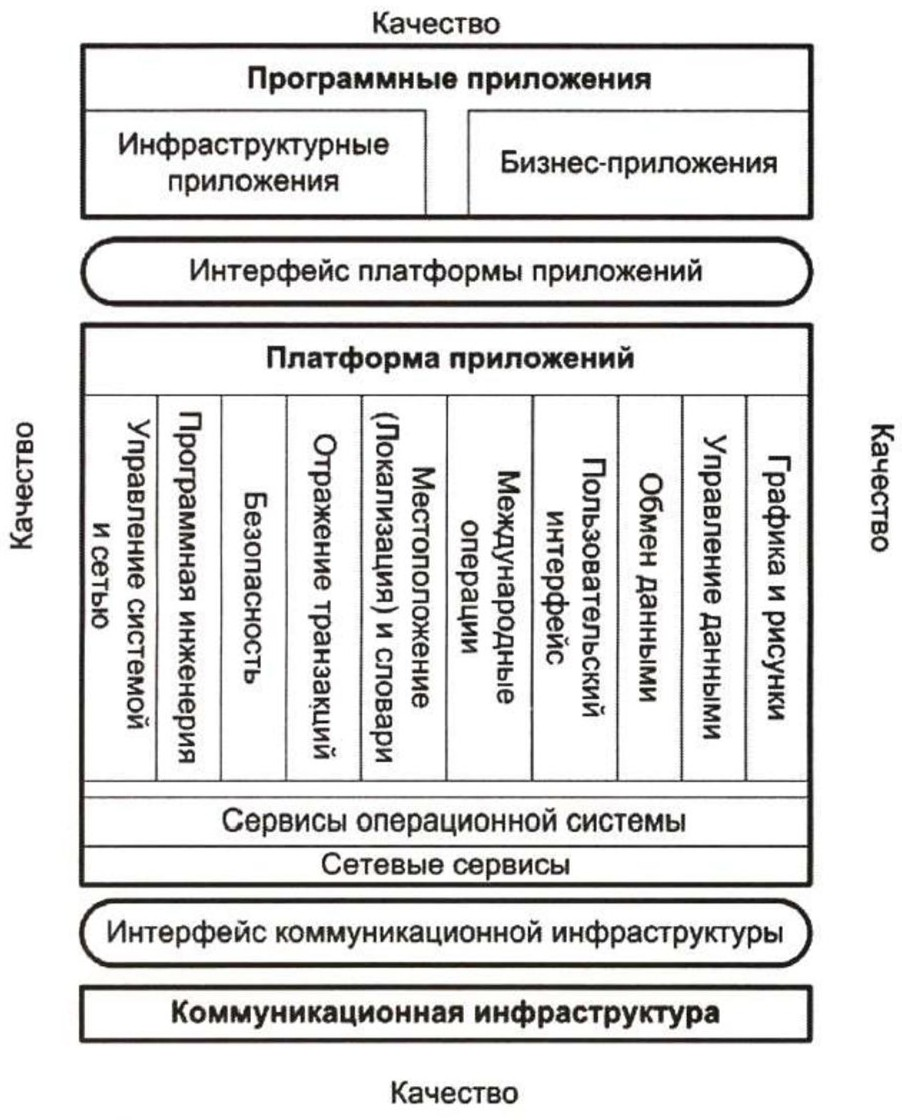 Качество
Программные приложения
Инфраструктурные
приложения
Бизнес-приложения
Интерфейс платформы приложений
Платформа приложений
Качество
Управление системой
и сетью
Программная инженерия
Безопасность
Отражение транзакций
Местоположение
(Локализация) и словари
Международные
операции
Пользовательский
интерфейс
Обмен данными
Управление данными
Графика и рисунки
Качество
Сервисы операционной системы
Сетевые сервисы
Интерфейс коммуникационной инфраструктуры
Коммуникационная инфраструктура
Качество